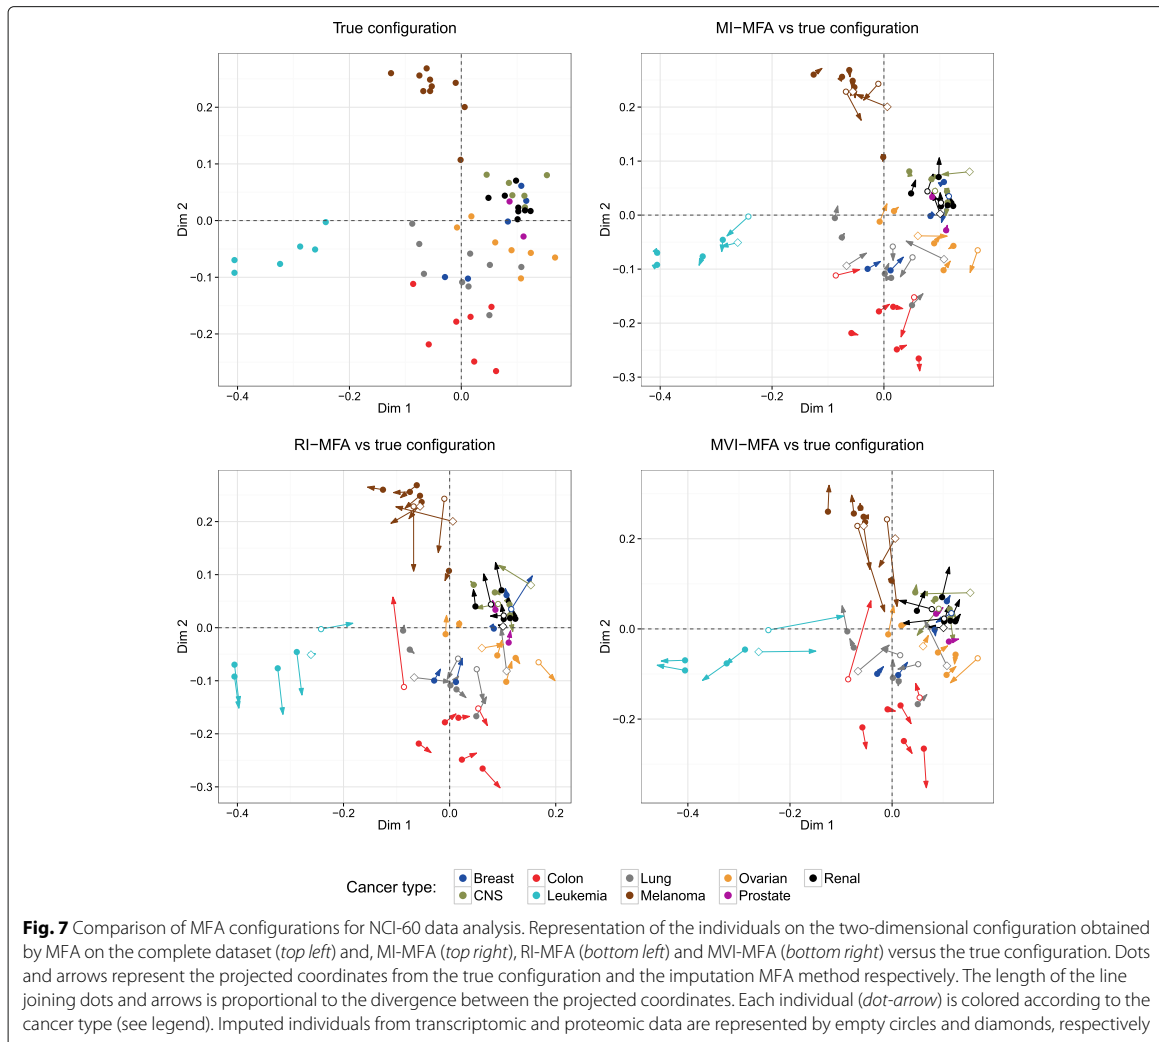 True configuration
MI−MFA vs true configuration
0.2
0.1
0.0
−0.1
−0.2
Dim 2
−0.4
−0.2
0.0
Dim 1
0.2
0.1
0.0
−0.1
−0.2
−0.3
Dim 2
−0.4
−0.2
0.0
Dim 1
RI−MFA vs true configuration
MVI−MFA vs true configuration
0.2
0.1
0.0
−0.1
−0.2
−0.3
Dim 2
−0.4
−0.2
0.0
0.2
Dim 1
0.2
0.0
−0.2
Dim 2
−0.4
−0.2
0.0
Dim 1
Cancer type:
Breast Colon Lung Ovarian Renal
CNS Leukemia Melanoma Prostate
Fig. 7 Comparison of MFA configurations for NCI-60 data analysis. Representation of the individuals on the two-dimensional configuration obtained
by MFA on the complete dataset (top left) and, MI-MFA (top right), RI-MFA (bottom left) and MVI-MFA (bottom right) versus the true configuration. Dots
and arrows represent the projected coordinates from the true configuration and the imputation MFA method respectively. The length of the line
joining dots and arrows is proportional to the divergence between the projected coordinates. Each individual (dot-arrow) is colored according to the
cancer type (see legend). Imputed individuals from transcriptomic and proteomic data are represented by empty circles and diamonds, respectively